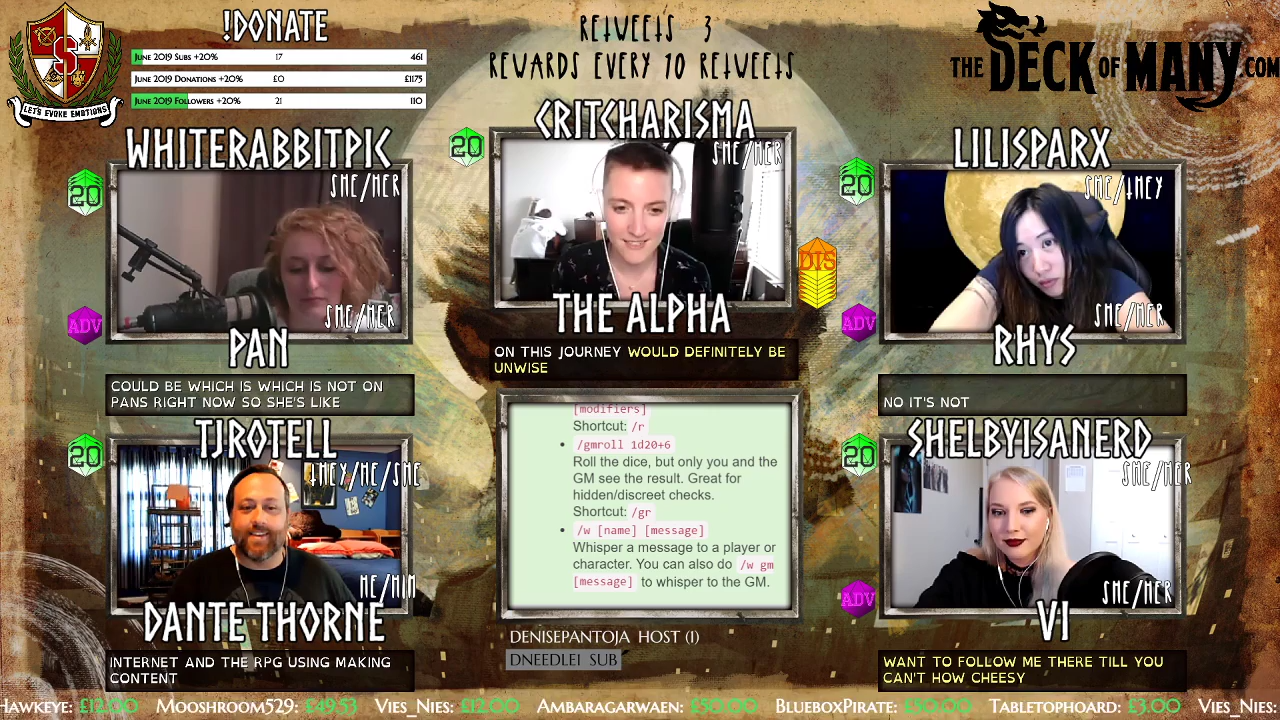 !DONATE
JUNE 2019 SUBS +20% 17 461
JUNE 2019 DONATIONS +20% £0 £1175
JUNE 2019 FOLLOWERS +20% 21 110
LET'S EVOKE EMOTIONS
RETWEETS 3
REWARDS EVERY 10 RETWEETS
THE DECK OF MANY.COM
WHITERABBITPIC
SHE/HER
20
ADV
SHE/HER
PAN
COULD BE WHICH IS WHICH IS NOT ON
PANS RIGHT NOW SO SHE'S LIKE
CRITCHARISMA
SHE/HER
20
DIS
THE ALPHA
ON THIS JOURNEY WOULD DEFINITELY BE
UNWISE
LILISPARX
SHE/THEY
20
ADV
SHE/HER
RHYS
NO IT'S NOT
TJROTELL
THEY/HE/SHE
20
HE/HIM
DANTE THORNE
INTERNET AND THE RPG USING MAKING
CONTENT
[modifiers]
Shortcut: /r
• /gmroll 1d20+6
Roll the dice, but only you and the
GM see the result. Great for
hidden/discreet checks.
Shortcut: /gr
• /w [name] [message]
Whisper a message to a player or
character. You can also do /w gm
[message] to whisper to the GM.
DENISEPANTOJA HOST (1)
DNEEDLEI SUB
SHELBYISANERD
SHE/HER
20
ADV
SHE/HER
VI
WANT TO FOLLOW ME THERE TILL YOU
CAN'T HOW CHEESY
HAWKEYE: £12.00 MOOSHROOM529: £49.53 VIES_NIES: £12.00 AMBARAGARWAEN: £50.00 BLUEBOXPIRATE: £50.00 TABLETOPHOARD: £3.00 VIES_NIES: